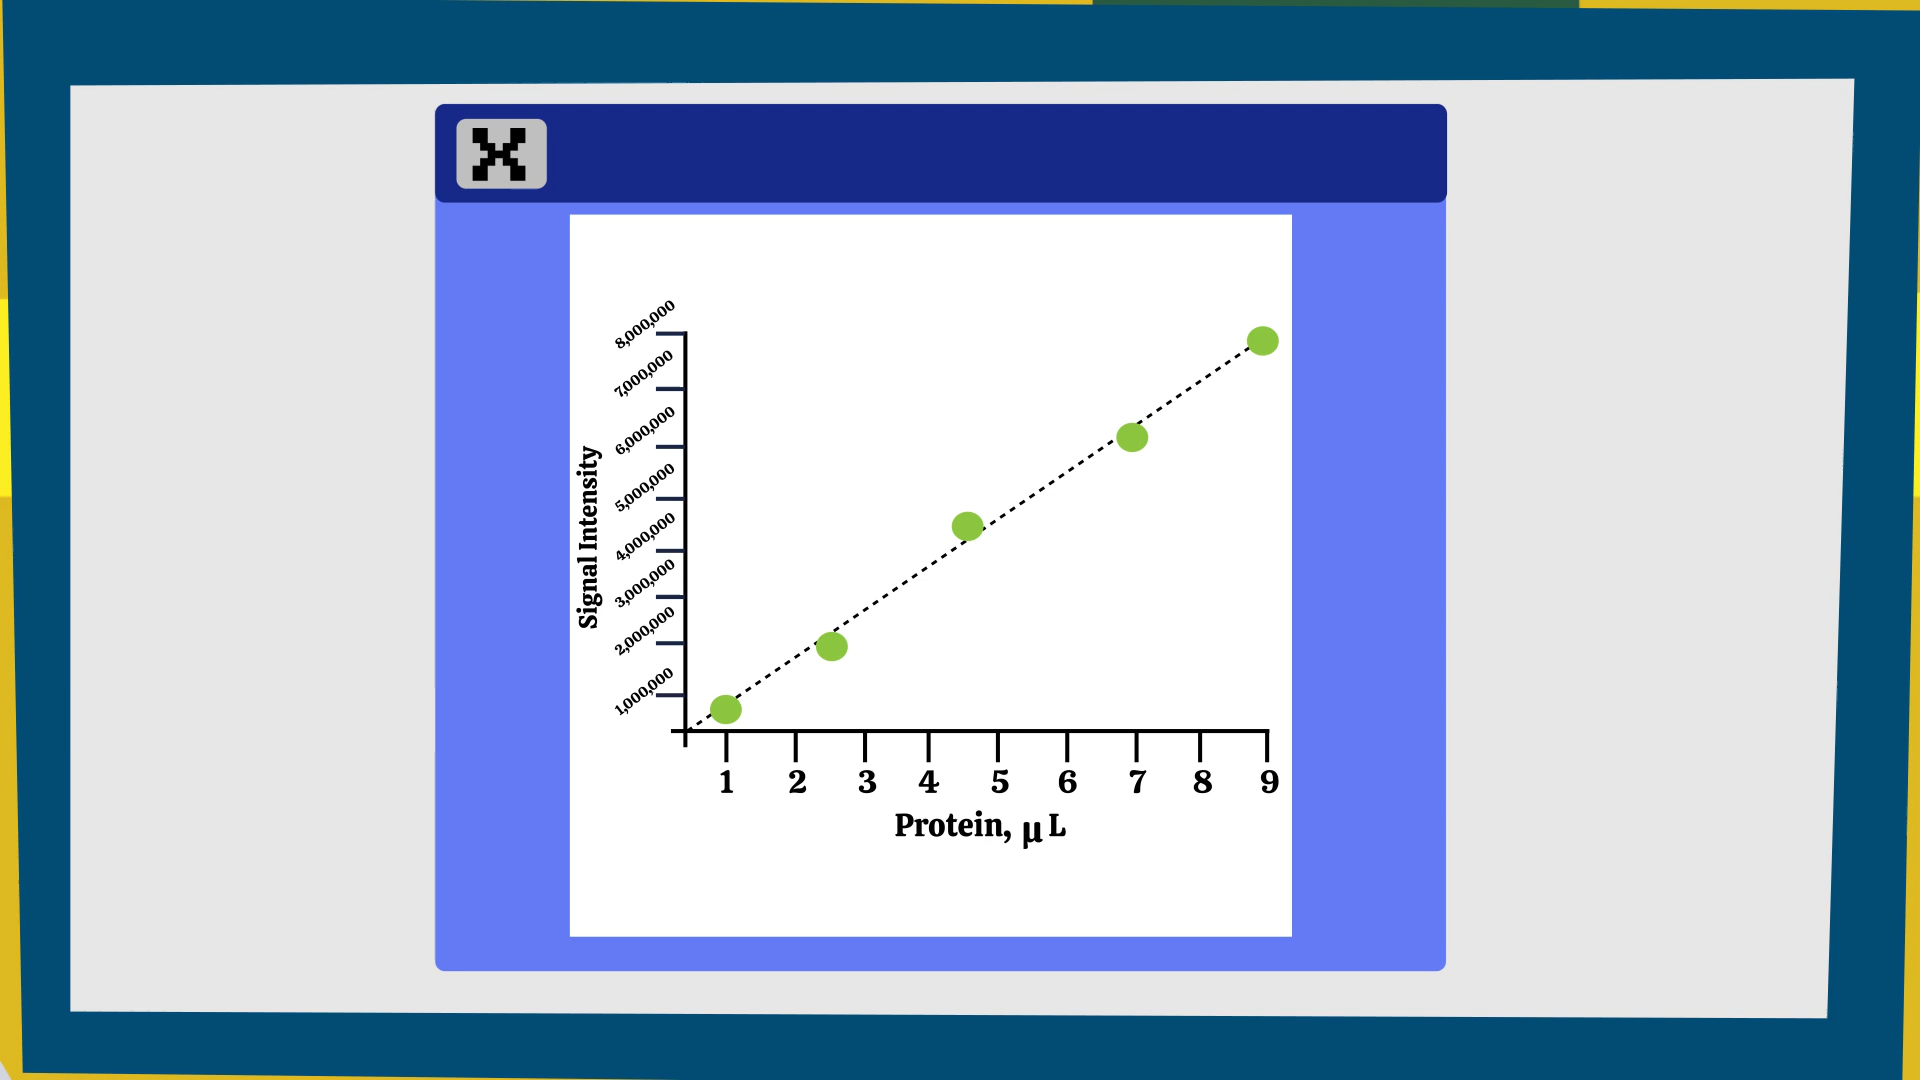 8,000,000
7,000,000
6,000,000
5,000,000
4,000,000
3,000,000
2,000,000
1,000,000
Signal Intensity
1 2 3 4 5 6 7 8 9
Protein, μ L